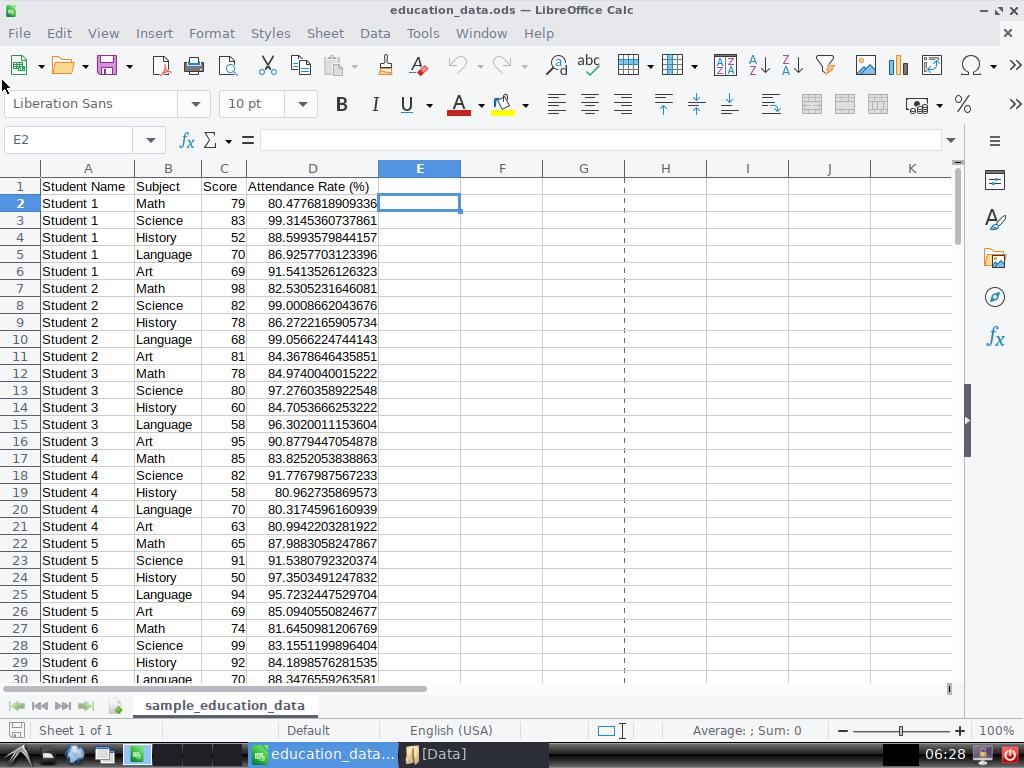 education_data.ods — LibreOffice Calc
File Edit View Insert Format Styles Sheet Data Tools Window Help
Liberation Sans 10 pt
E2
A B C D E F G H I J K
1 Student Name Subject Score Attendance Rate (%)
2 Student 1 Math 79 80.4776818909336
3 Student 1 Science 83 99.3145360737861
4 Student 1 History 52 88.5993579844157
5 Student 1 Language 70 86.9257703123396
6 Student 1 Art 69 91.5413526126323
7 Student 2 Math 98 82.5305231646081
8 Student 2 Science 82 99.0008662043676
9 Student 2 History 78 86.2722165905734
10 Student 2 Language 68 99.0566224744143
11 Student 2 Art 81 84.3678646435851
12 Student 3 Math 78 84.9740040015222
13 Student 3 Science 80 97.2760358922548
14 Student 3 History 60 84.7053666253222
15 Student 3 Language 58 96.3020011153604
16 Student 3 Art 95 90.8779447054878
17 Student 4 Math 85 83.8252053838863
18 Student 4 Science 82 91.7767987567233
19 Student 4 History 58 80.962735869573
20 Student 4 Language 70 80.3174596160939
21 Student 4 Art 63 80.9942203281922
22 Student 5 Math 65 87.9883058247867
23 Student 5 Science 91 91.5380792320374
24 Student 5 History 50 97.3503491247832
25 Student 5 Language 94 95.7232447529704
26 Student 5 Art 69 85.0940550824677
27 Student 6 Math 74 81.6450981206769
28 Student 6 Science 99 83.1551199896404
29 Student 6 History 92 84.1898576281535
30 Student 6 Language 70 88.3476559263581
sample_education_data
Sheet 1 of 1 Default English (USA) Average: ; Sum: 0 100%
education_data... [Data] 06:28